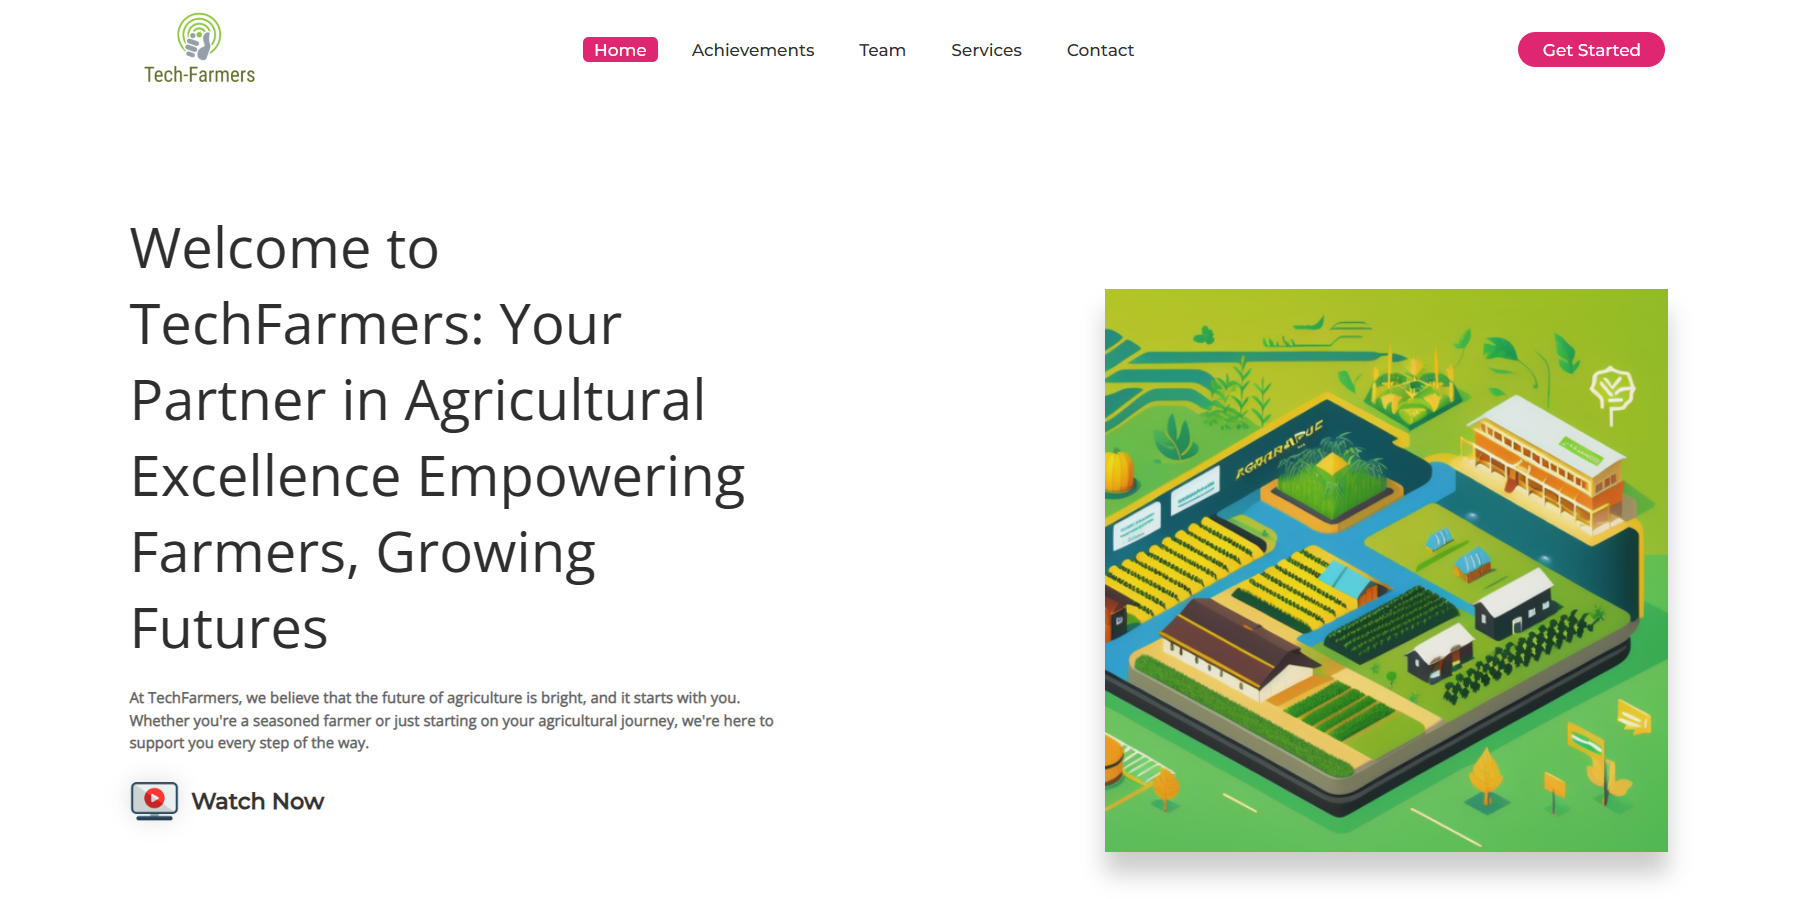 Tech-Farmers
Home
Achievements
Team
Services
Contact
Get Started
Welcome to
TechFarmers: Your
Partner in Agricultural
Excellence Empowering
Farmers, Growing
Futures
At TechFarmers, we believe that the future of agriculture is bright, and it starts with you.
Whether you're a seasoned farmer or just starting on your agricultural journey, we're here to
support you every step of the way.
Watch Now